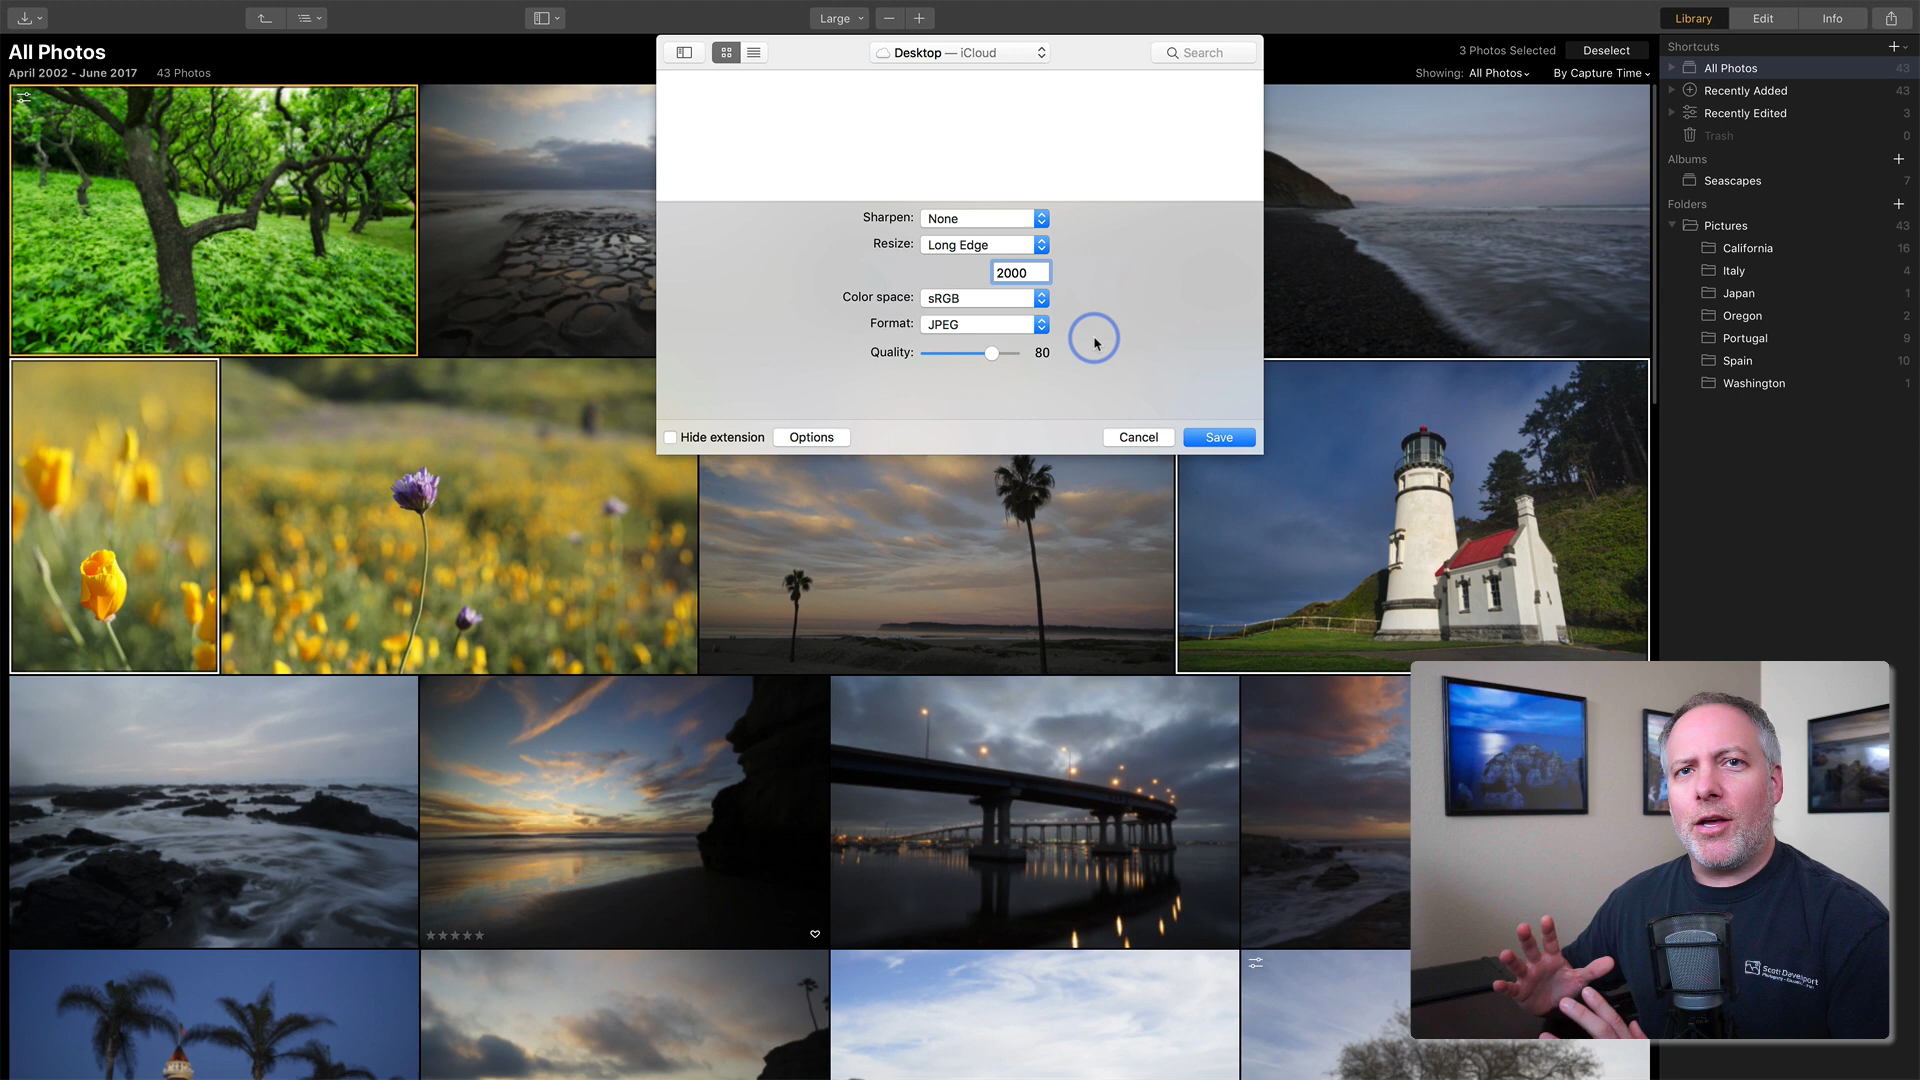 Large
Library
Edit
Info
All Photos
April 2002 - June 2017 43 Photos
Desktop — iCloud
Search
3 Photos Selected
Deselect
Showing: All Photos
By Capture Time
Sharpen: None
Resize: Long Edge
2000
Color space: sRGB
Format: JPEG
Quality: 80
Hide extension
Options
Cancel
Save
Shortcuts
All Photos 43
Recently Added 43
Recently Edited 3
Trash 0
Albums
Seascapes 7
Folders
Pictures 43
California 16
Italy 4
Japan 1
Oregon 2
Portugal 9
Spain 10
Washington 1
Scott Davenport